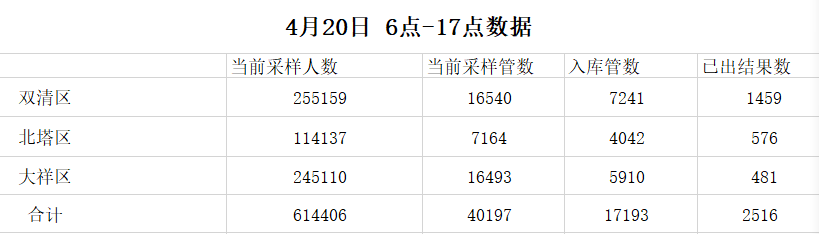 4月20日 6点-17点数据
当前采样人数 当前采样管数 入库管数 已出结果数
双清区 255159 16540 7241 1459
北塔区 114137 7164 4042 576
大祥区 245110 16493 5910 481
合计 614406 40197 17193 2516